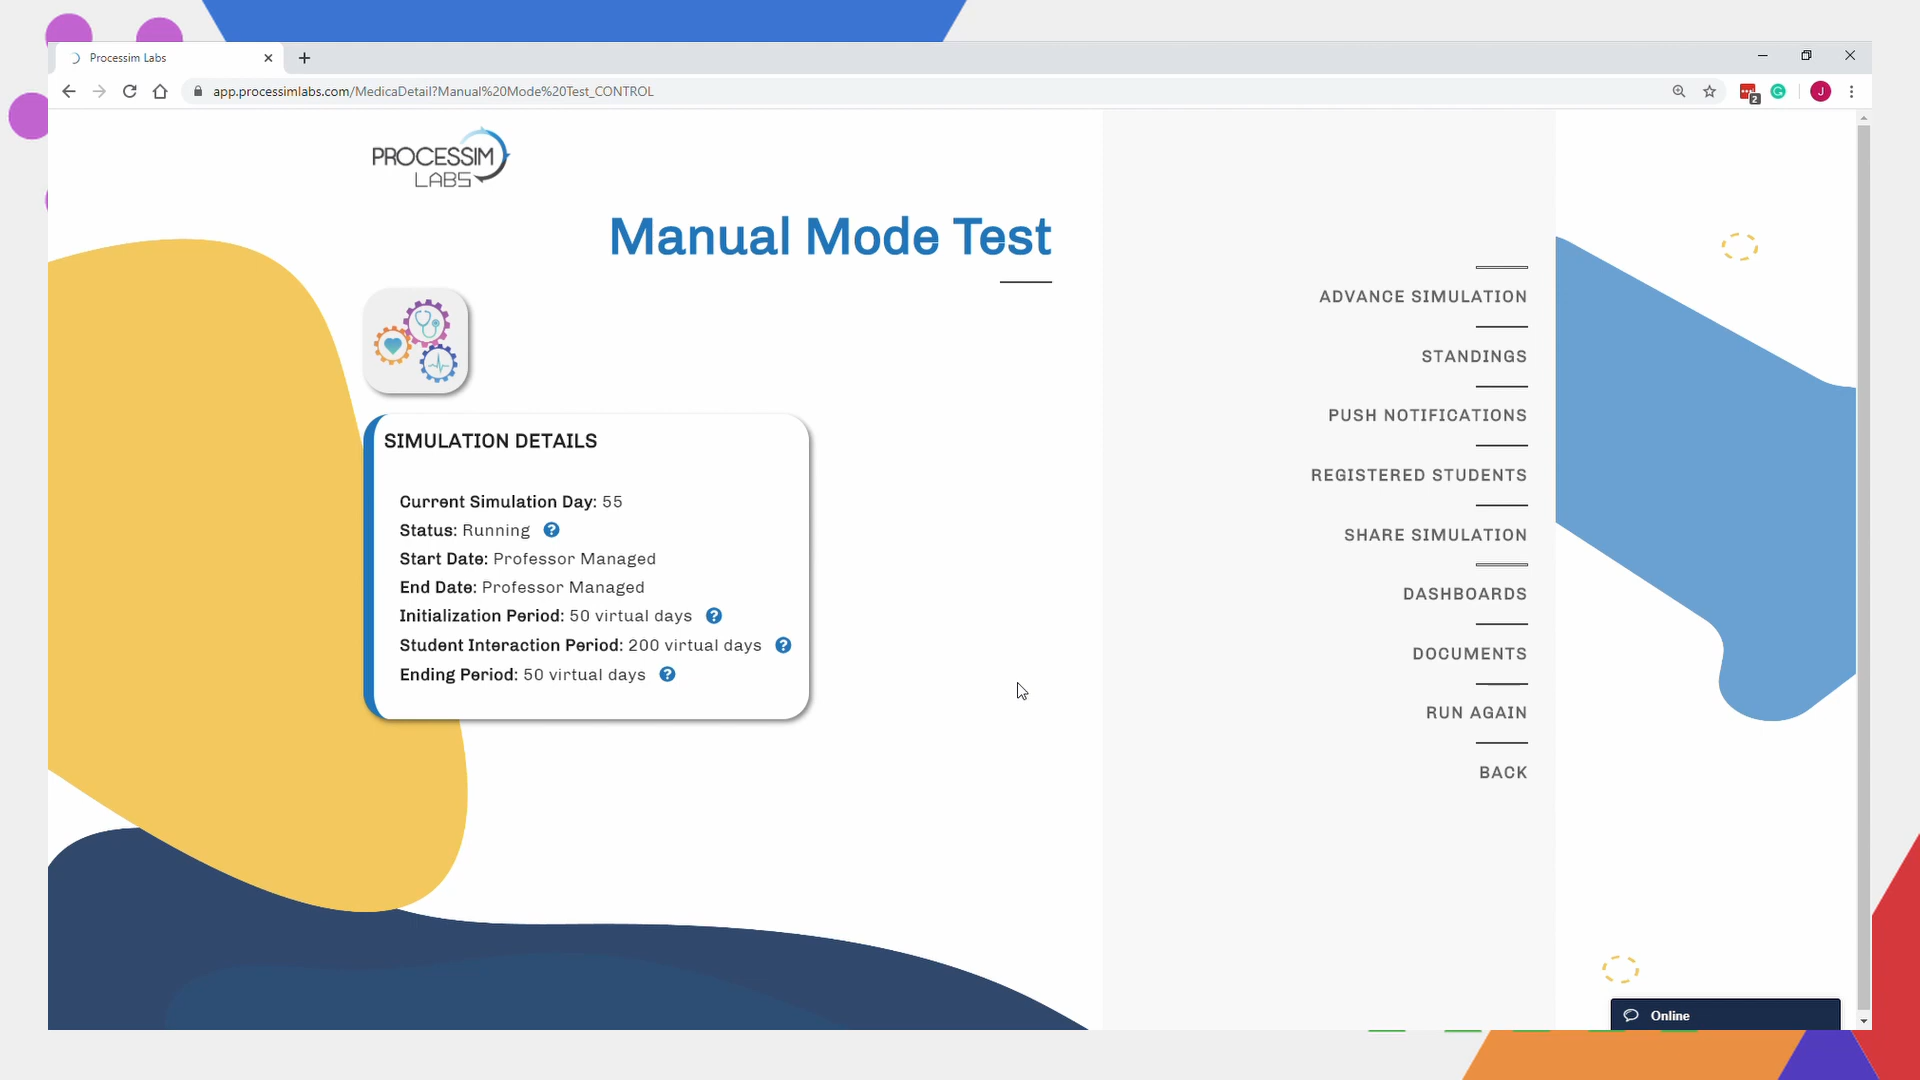 Processim Labs
app.processimlabs.com/MedicaDetail?Manual%20Mode%20Test_CONTROL
2
J
PROCESSIM
LABS
Manual Mode Test
SIMULATION DETAILS
Current Simulation Day: 55
Status: Running ?
Start Date: Professor Managed
End Date: Professor Managed
Initialization Period: 50 virtual days ?
Student Interaction Period: 200 virtual days ?
Ending Period: 50 virtual days ?
ADVANCE SIMULATION
STANDINGS
PUSH NOTIFICATIONS
REGISTERED STUDENTS
SHARE SIMULATION
DASHBOARDS
DOCUMENTS
RUN AGAIN
BACK
Online